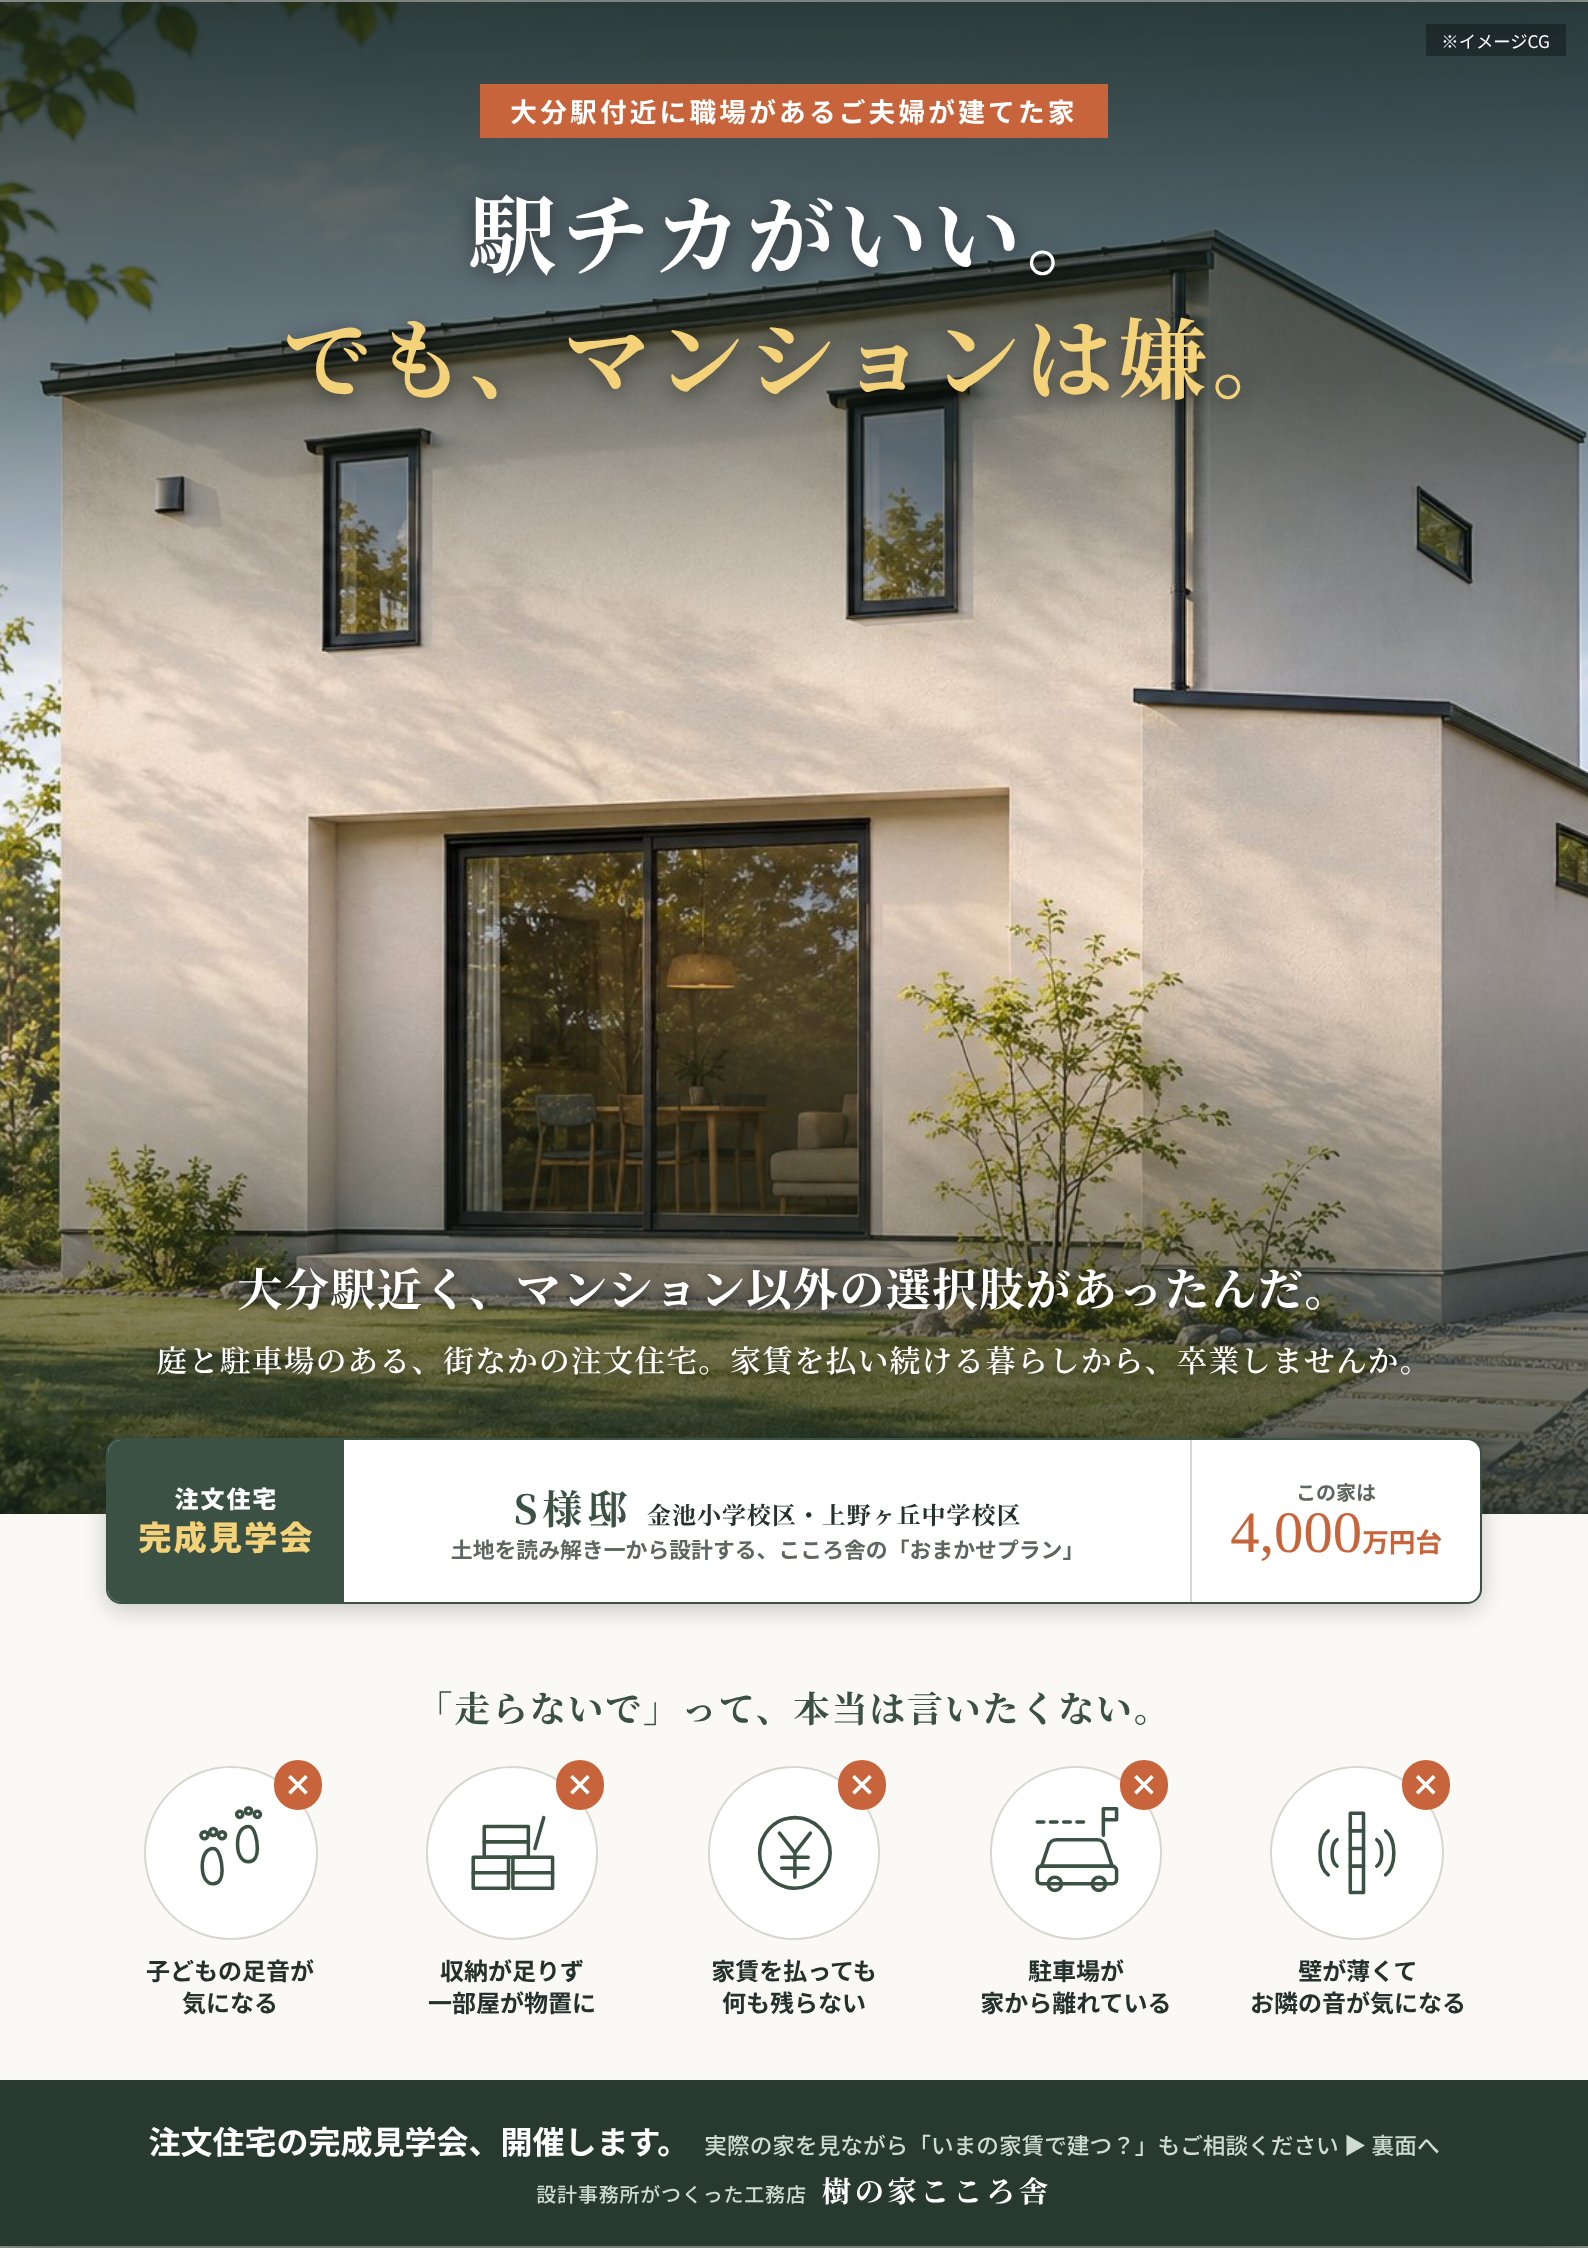 ※イメージCG
大分駅付近に職場があるご夫婦が建てた家
駅チカがいい。
でも、マンションは嫌。
大分駅近く、マンション以外の選択肢があったんだ。
庭と駐車場のある、街なかの注文住宅。家賃を払い続ける暮らしから、卒業しませんか。
注文住宅
完成見学会
S様邸 金池小学校区・上野ヶ丘中学校区
土地を読み解き一から設計する、こころ舎の「おまかせプラン」
この家は
4,000万円台
「走らないで」って、本当は言いたくない。
子どもの足音が
気になる
収納が足りず
一部屋が物置に
家賃を払っても
何も残らない
駐車場が
家から離れている
壁が薄くて
お隣の音が気になる
注文住宅の完成見学会、開催します。 実際の家を見ながら「いまの家賃で建つ？」もご相談ください ▶ 裏面へ
設計事務所がつくった工務店 樹の家こころ舎